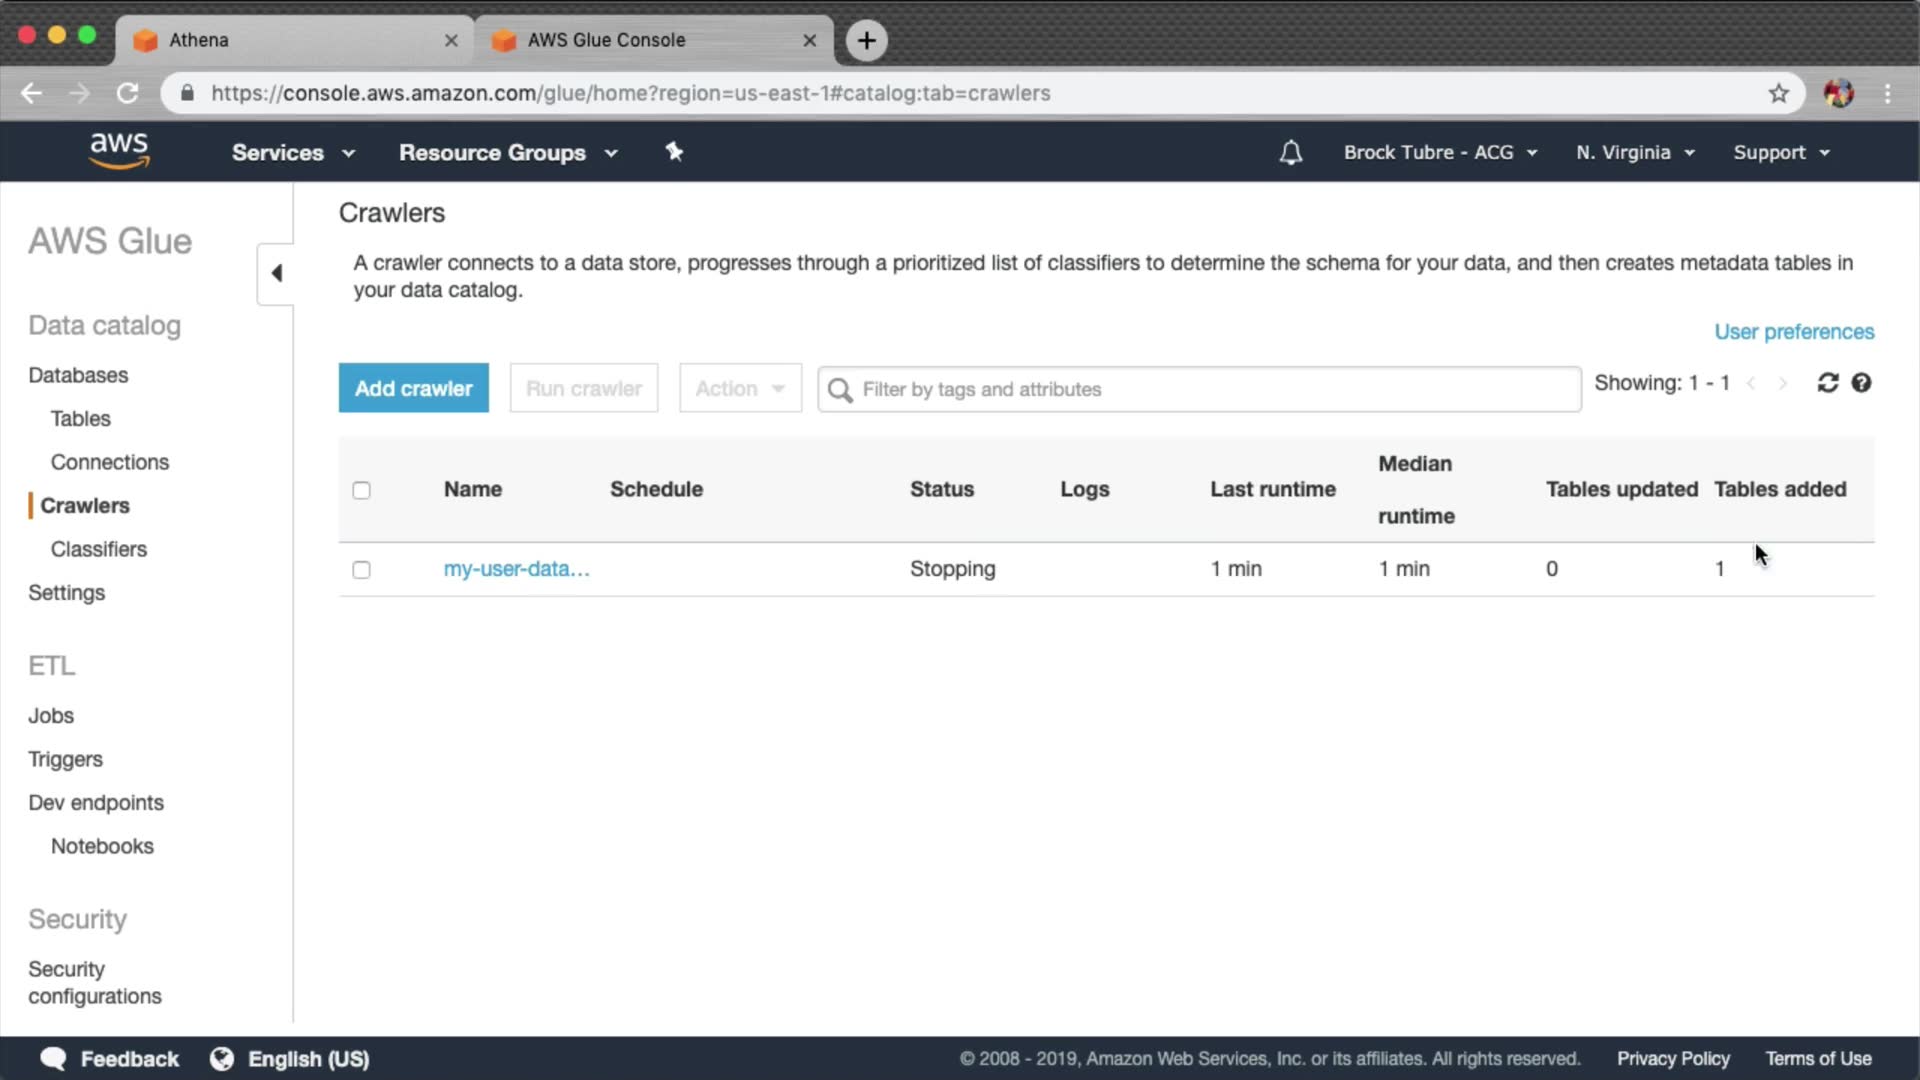 Athena
AWS Glue Console
https://console.aws.amazon.com/glue/home?region=us-east-1#catalog:tab=crawlers
aws
Services
Resource Groups
Brock Tubre - ACG
N. Virginia
Support
AWS Glue
Data catalog
Databases
Tables
Connections
Crawlers
Classifiers
Settings
ETL
Jobs
Triggers
Dev endpoints
Notebooks
Security
Security
configurations
Crawlers
A crawler connects to a data store, progresses through a prioritized list of classifiers to determine the schema for your data, and then creates metadata tables in
your data catalog.
User preferences
Add crawler
Run crawler
Action
Filter by tags and attributes
Showing: 1 - 1
Name
Schedule
Status
Logs
Last runtime
Median
runtime
Tables updated
Tables added
my-user-data...
Stopping
1 min
1 min
0
1
Feedback
English (US)
© 2008 - 2019, Amazon Web Services, Inc. or its affiliates. All rights reserved.
Privacy Policy
Terms of Use